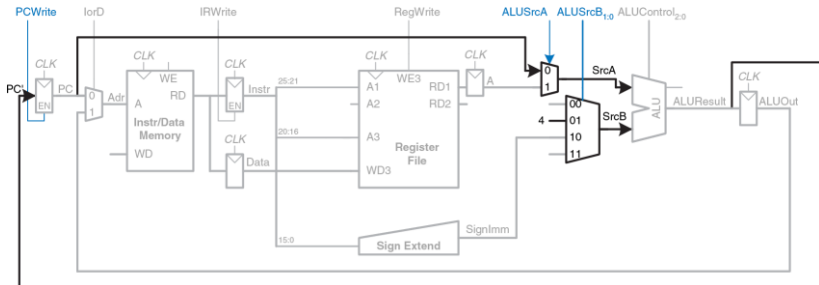 PCWrite IorD IRWrite RegWrite ALUSrcA ALUSrcB1:0 ALUControl2:0
CLK CLK CLK CLK CLK CLK
PC' PC EN 0 1 Adr A WE RD Instr/Data Memory WD
EN Instr 25:21 A1 WE3 RD1 A 0 1 SrcA
A2 RD2 00
4 01 SrcB ALU ALUResult ALUOut
20:16 A3 10
CLK
Data WD3 Register File 11
15:0 Sign Extend SignImm